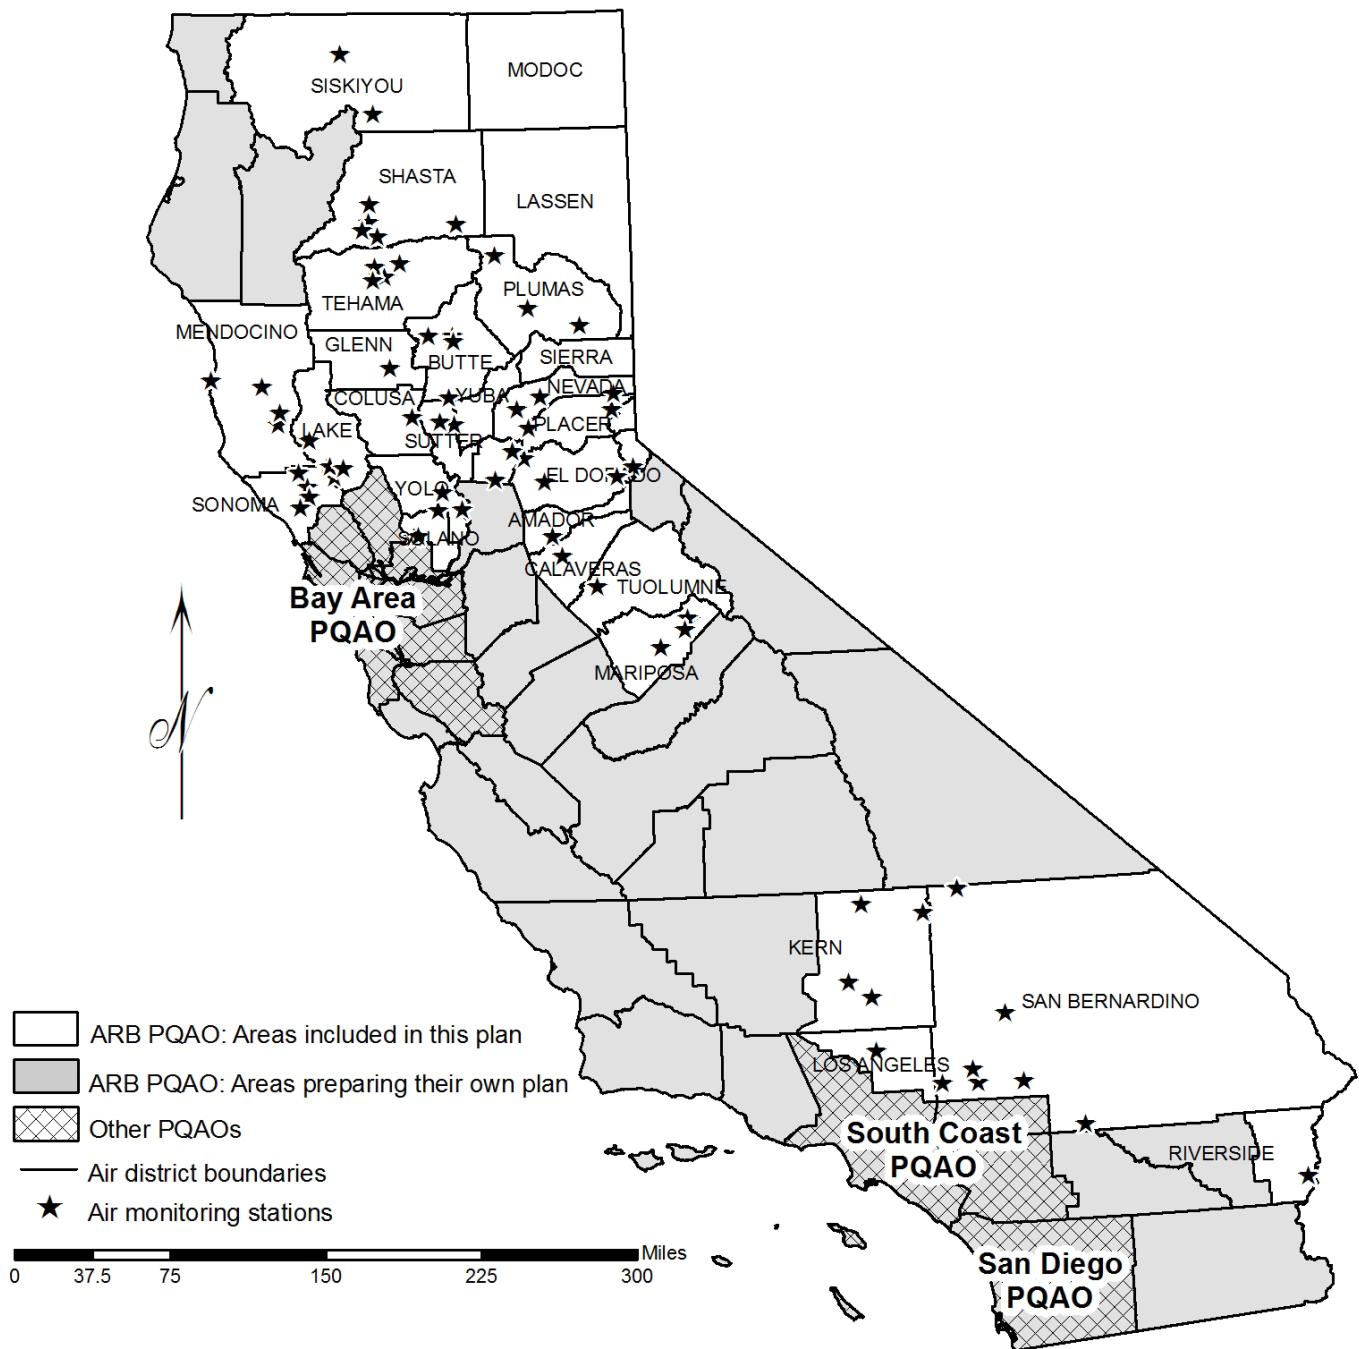 SISKIYOU
MODOC
SHASTA
LASSEN
PLUMAS
TEHAMA
MENDOCINO
GLENN
BUTTE
SIERRA
COLUSA
YUBA
NEVADA
LAKE
SUTTER
PLACER
SONOMA
YOLO
EL DORADO
AMADOR
SOLANO
CALAVERAS
TUOLUMNE
Bay Area
PQAO
MARIPOSA
N
KERN
SAN BERNARDINO
LOS ANGELES
South Coast
PQAO
RIVERSIDE
San Diego
PQAO
ARB PQAO: Areas included in this plan
ARB PQAO: Areas preparing their own plan
Other PQAOs
Air district boundaries
Air monitoring stations
Miles
0 37.5 75 150 225 300